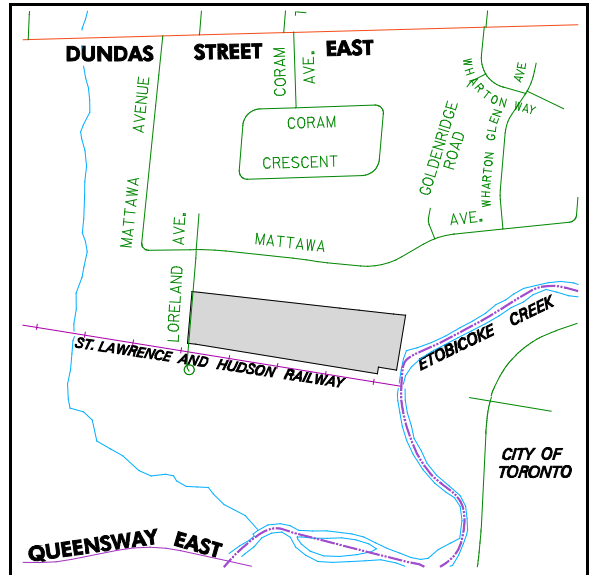 DUNDAS STREET EAST
CORAM AVE.
MATTAWA AVENUE
CORAM
CRESCENT
WHARTON WAY
WHARTON GLEN AVE
GOLDENRIDGE
ROAD
MATTAWA AVE.
LORELAND AVE.
ST. LAWRENCE AND HUDSON RAILWAY
ETOBICOKE CREEK
CITY OF
TORONTO
QUEENSWAY EAST